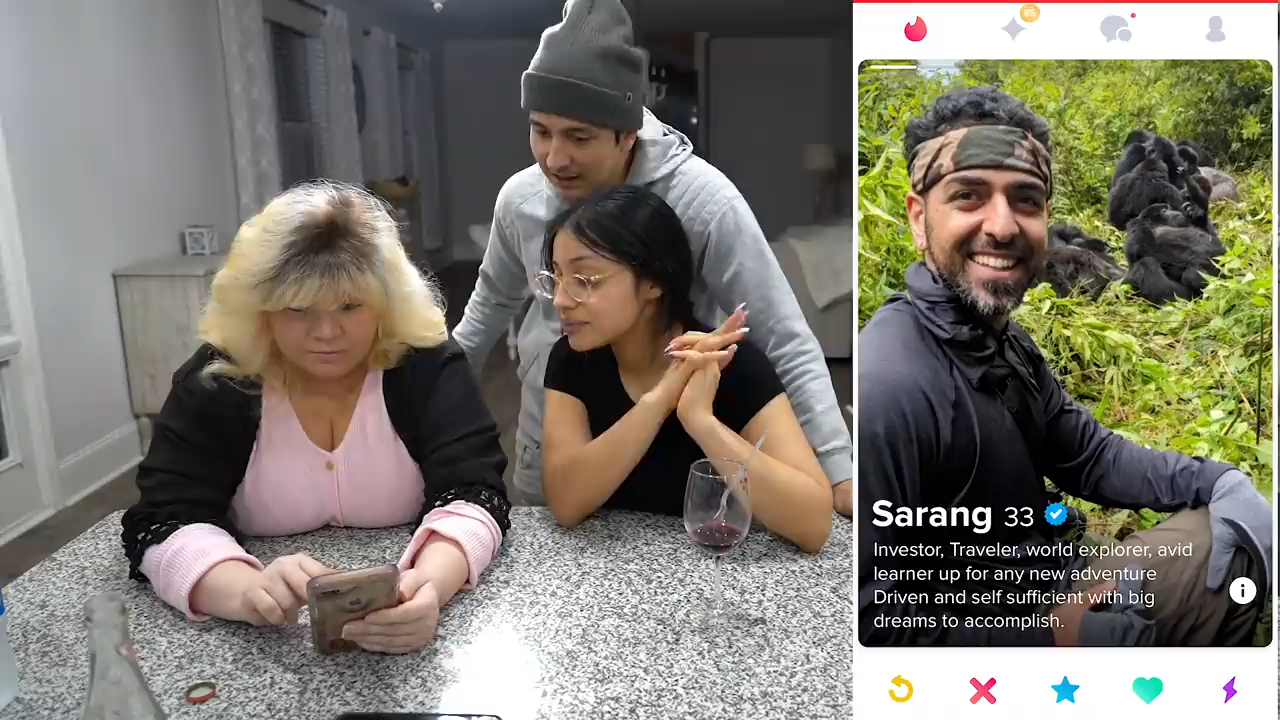 65
Sarang 33
Investor, Traveler, world explorer, avid
learner up for any new adventure
Driven and self sufficient with big
dreams to accomplish.